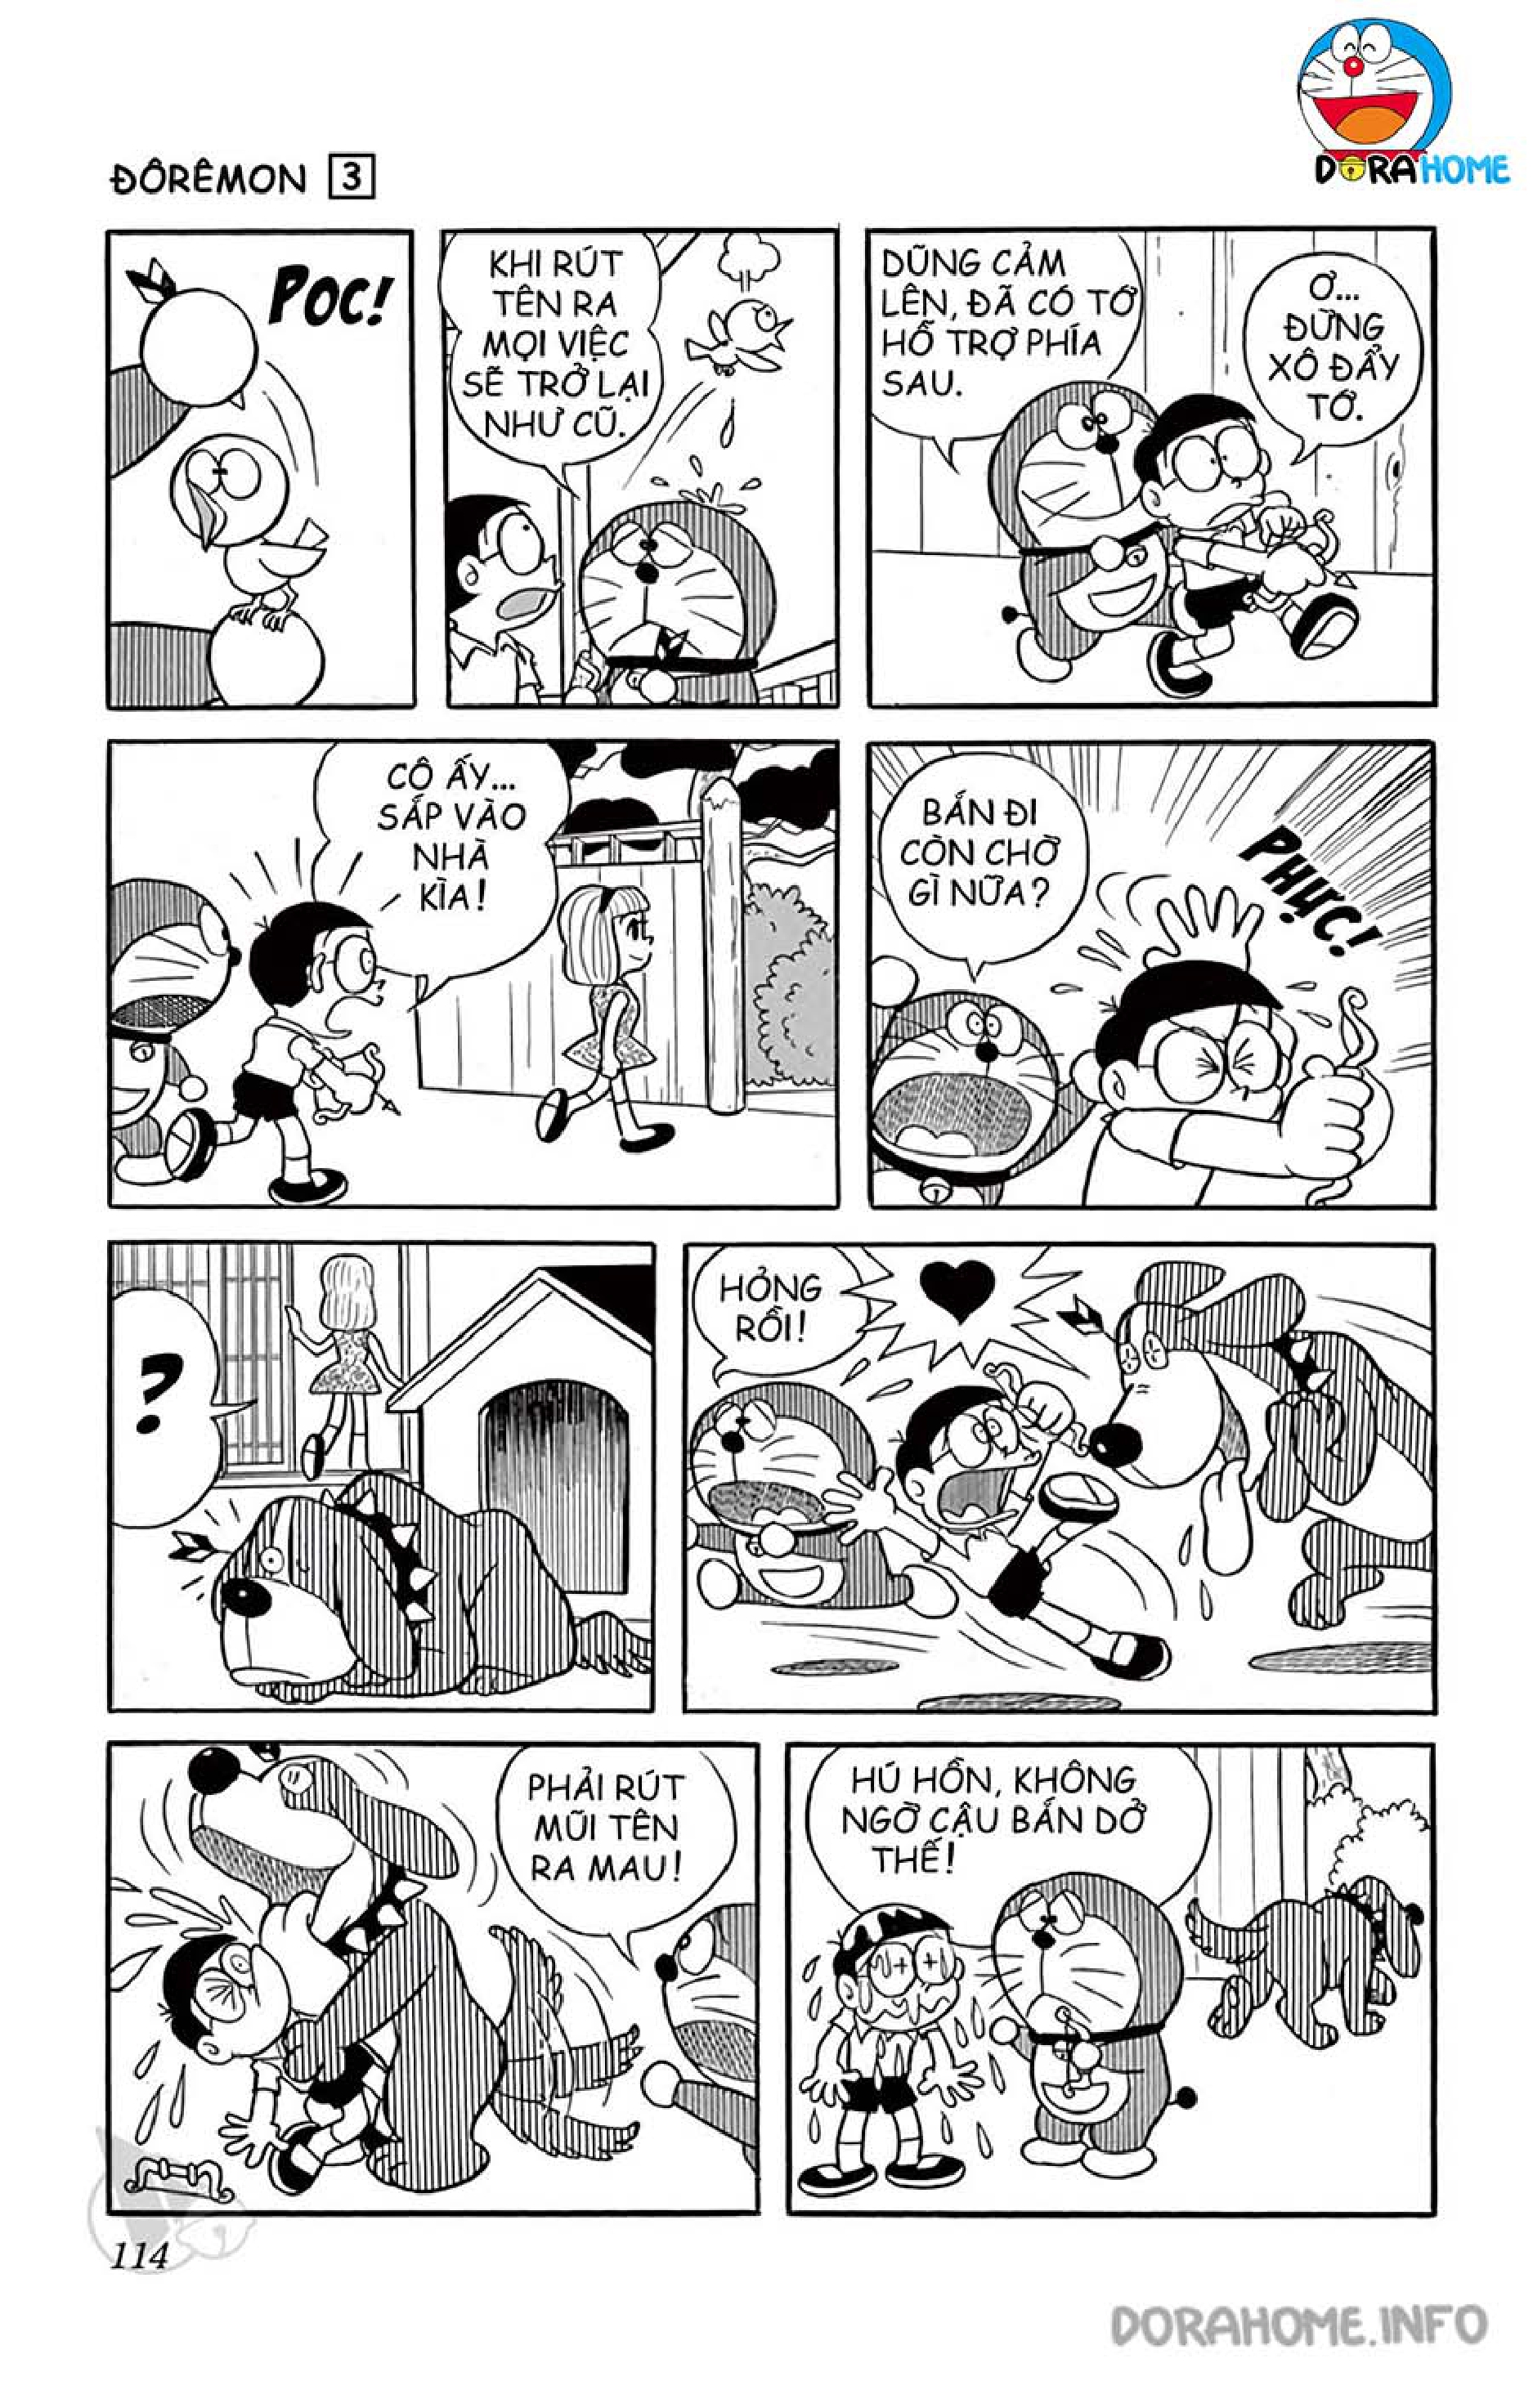 DORAHOME
ĐÔRÊMON 3
POC!
KHI RÚT
TÊN RA
MỌI VIỆC
SẼ TRỞ LẠI
NHƯ CŨ.
DŨNG CẢM
LÊN, ĐÃ CÓ TỚ
HỖ TRỢ PHÍA
SAU.
Ơ...
ĐỪNG
XÔ ĐẨY
TỚ.
CÔ ẤY...
SẮP VÀO
NHÀ
KÌA!
BẮN ĐI
CÒN CHỜ
GÌ NỮA?
PHỰC!
?
HỎNG
RỒI!
PHẢI RÚT
MŨI TÊN
RA MAU!
HÚ HỒN, KHÔNG
NGỜ CẬU BẮN DỞ
THẾ!
114
DORAHOME.INFO